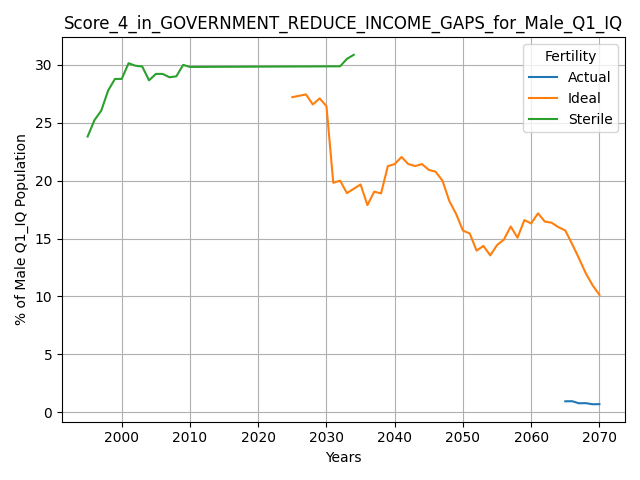 Score_4_in_GOVERNMENT_REDUCE_INCOME_GAPS_for_Male_Q1_IQ
Fertility
Actual
Ideal
Sterile
% of Male Q1_IQ Population
30
25
20
15
10
5
0
2000 2010 2020 2030 2040 2050 2060 2070
Years